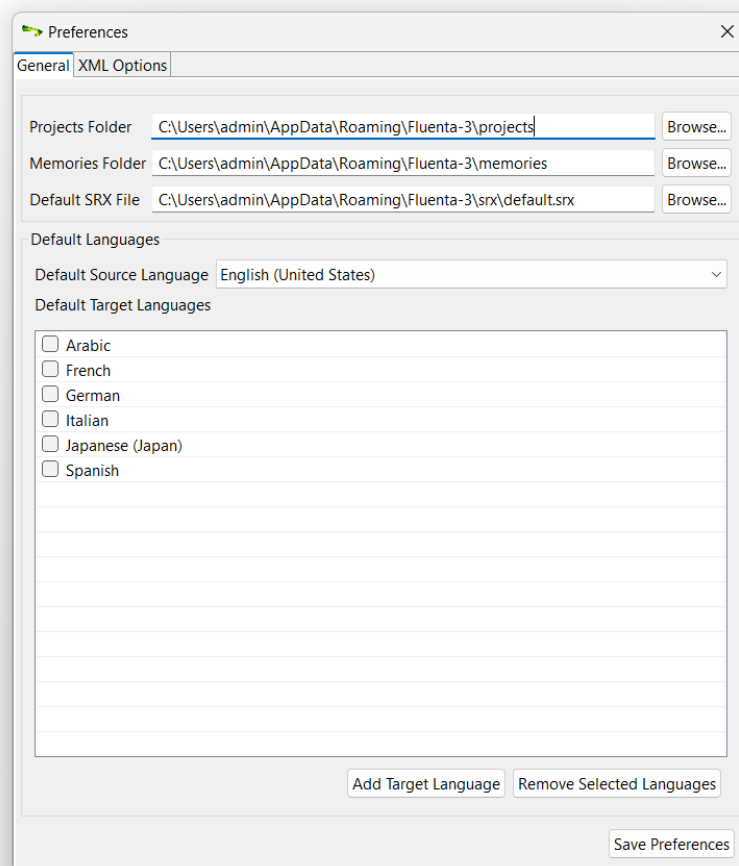 Preferences
General XML Options
Projects Folder C:\Users\admin\AppData\Roaming\Fluenta-3\projects Browse...
Memories Folder C:\Users\admin\AppData\Roaming\Fluenta-3\memories Browse...
Default SRX File C:\Users\admin\AppData\Roaming\Fluenta-3\srx\default.srx Browse...
Default Languages
Default Source Language English (United States)
Default Target Languages
Arabic
French
German
Italian
Japanese (Japan)
Spanish
Add Target Language Remove Selected Languages
Save Preferences